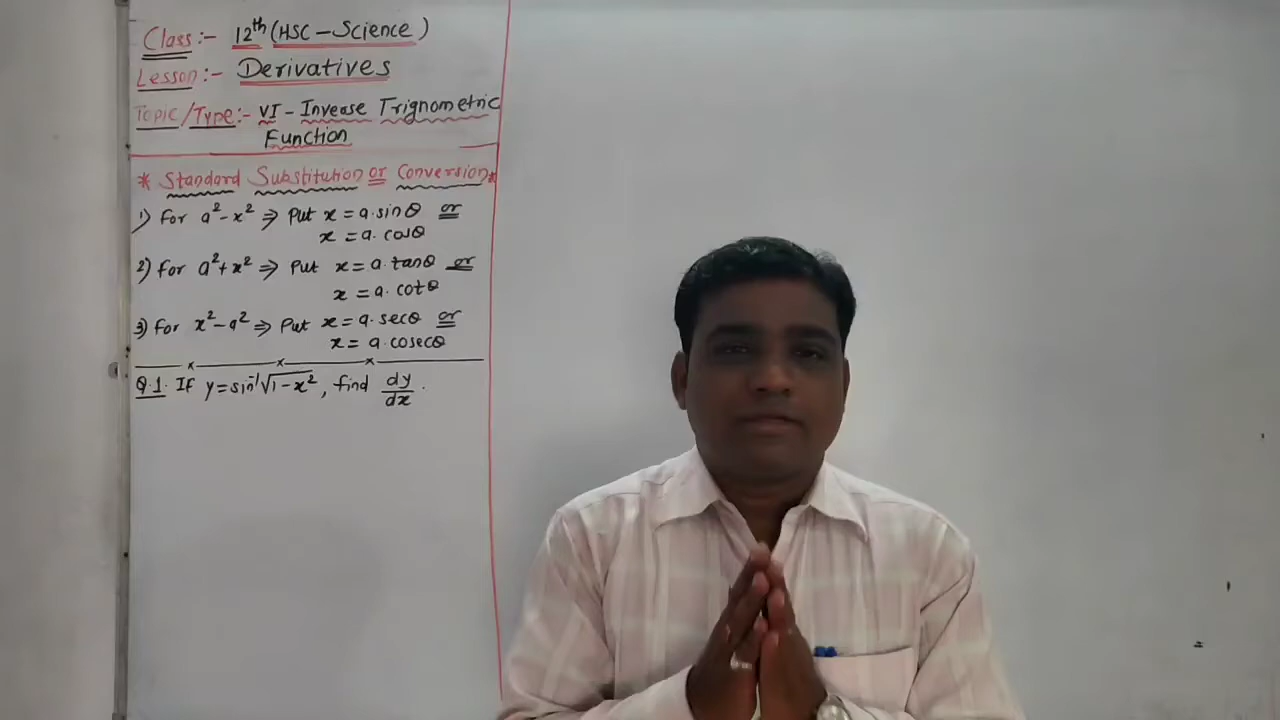 Class:- 12th (HSC-Science)
Lesson:- Derivatives
Topic/Type:- VI - Invease Trignometric
Function
* Standard Substitution or Conversion*
1) For a²-x² ⇒ Put x = a.sinθ or
x = a.cosθ
2) For a²+x² ⇒ Put x = a.tanθ or
x = a.cotθ
3) For x²-a² ⇒ Put x = a.secθ or
x = a.cosecθ
Q.1. If y=sin⁻¹√1-x², find dy/dx.